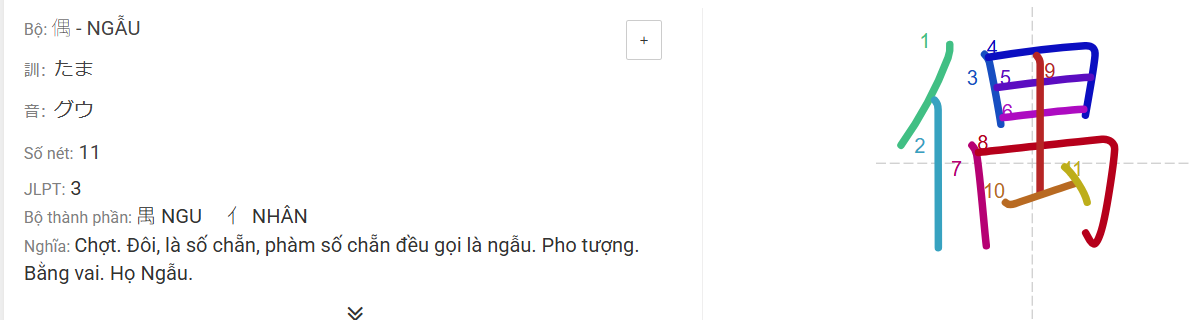 Bộ: 偶 - NGẪU
+
訓: たま
音: グウ
Số nét: 11
JLPT: 3
Bộ thành phần: 禺 NGU 亻 NHÂN
Nghĩa: Chợt. Đôi, là số chẵn, phàm số chẵn đều gọi là ngẫu. Pho tượng.
Bằng vai. Họ Ngẫu.
偶
1
4
3
5
9
6
2
8
7
11
10